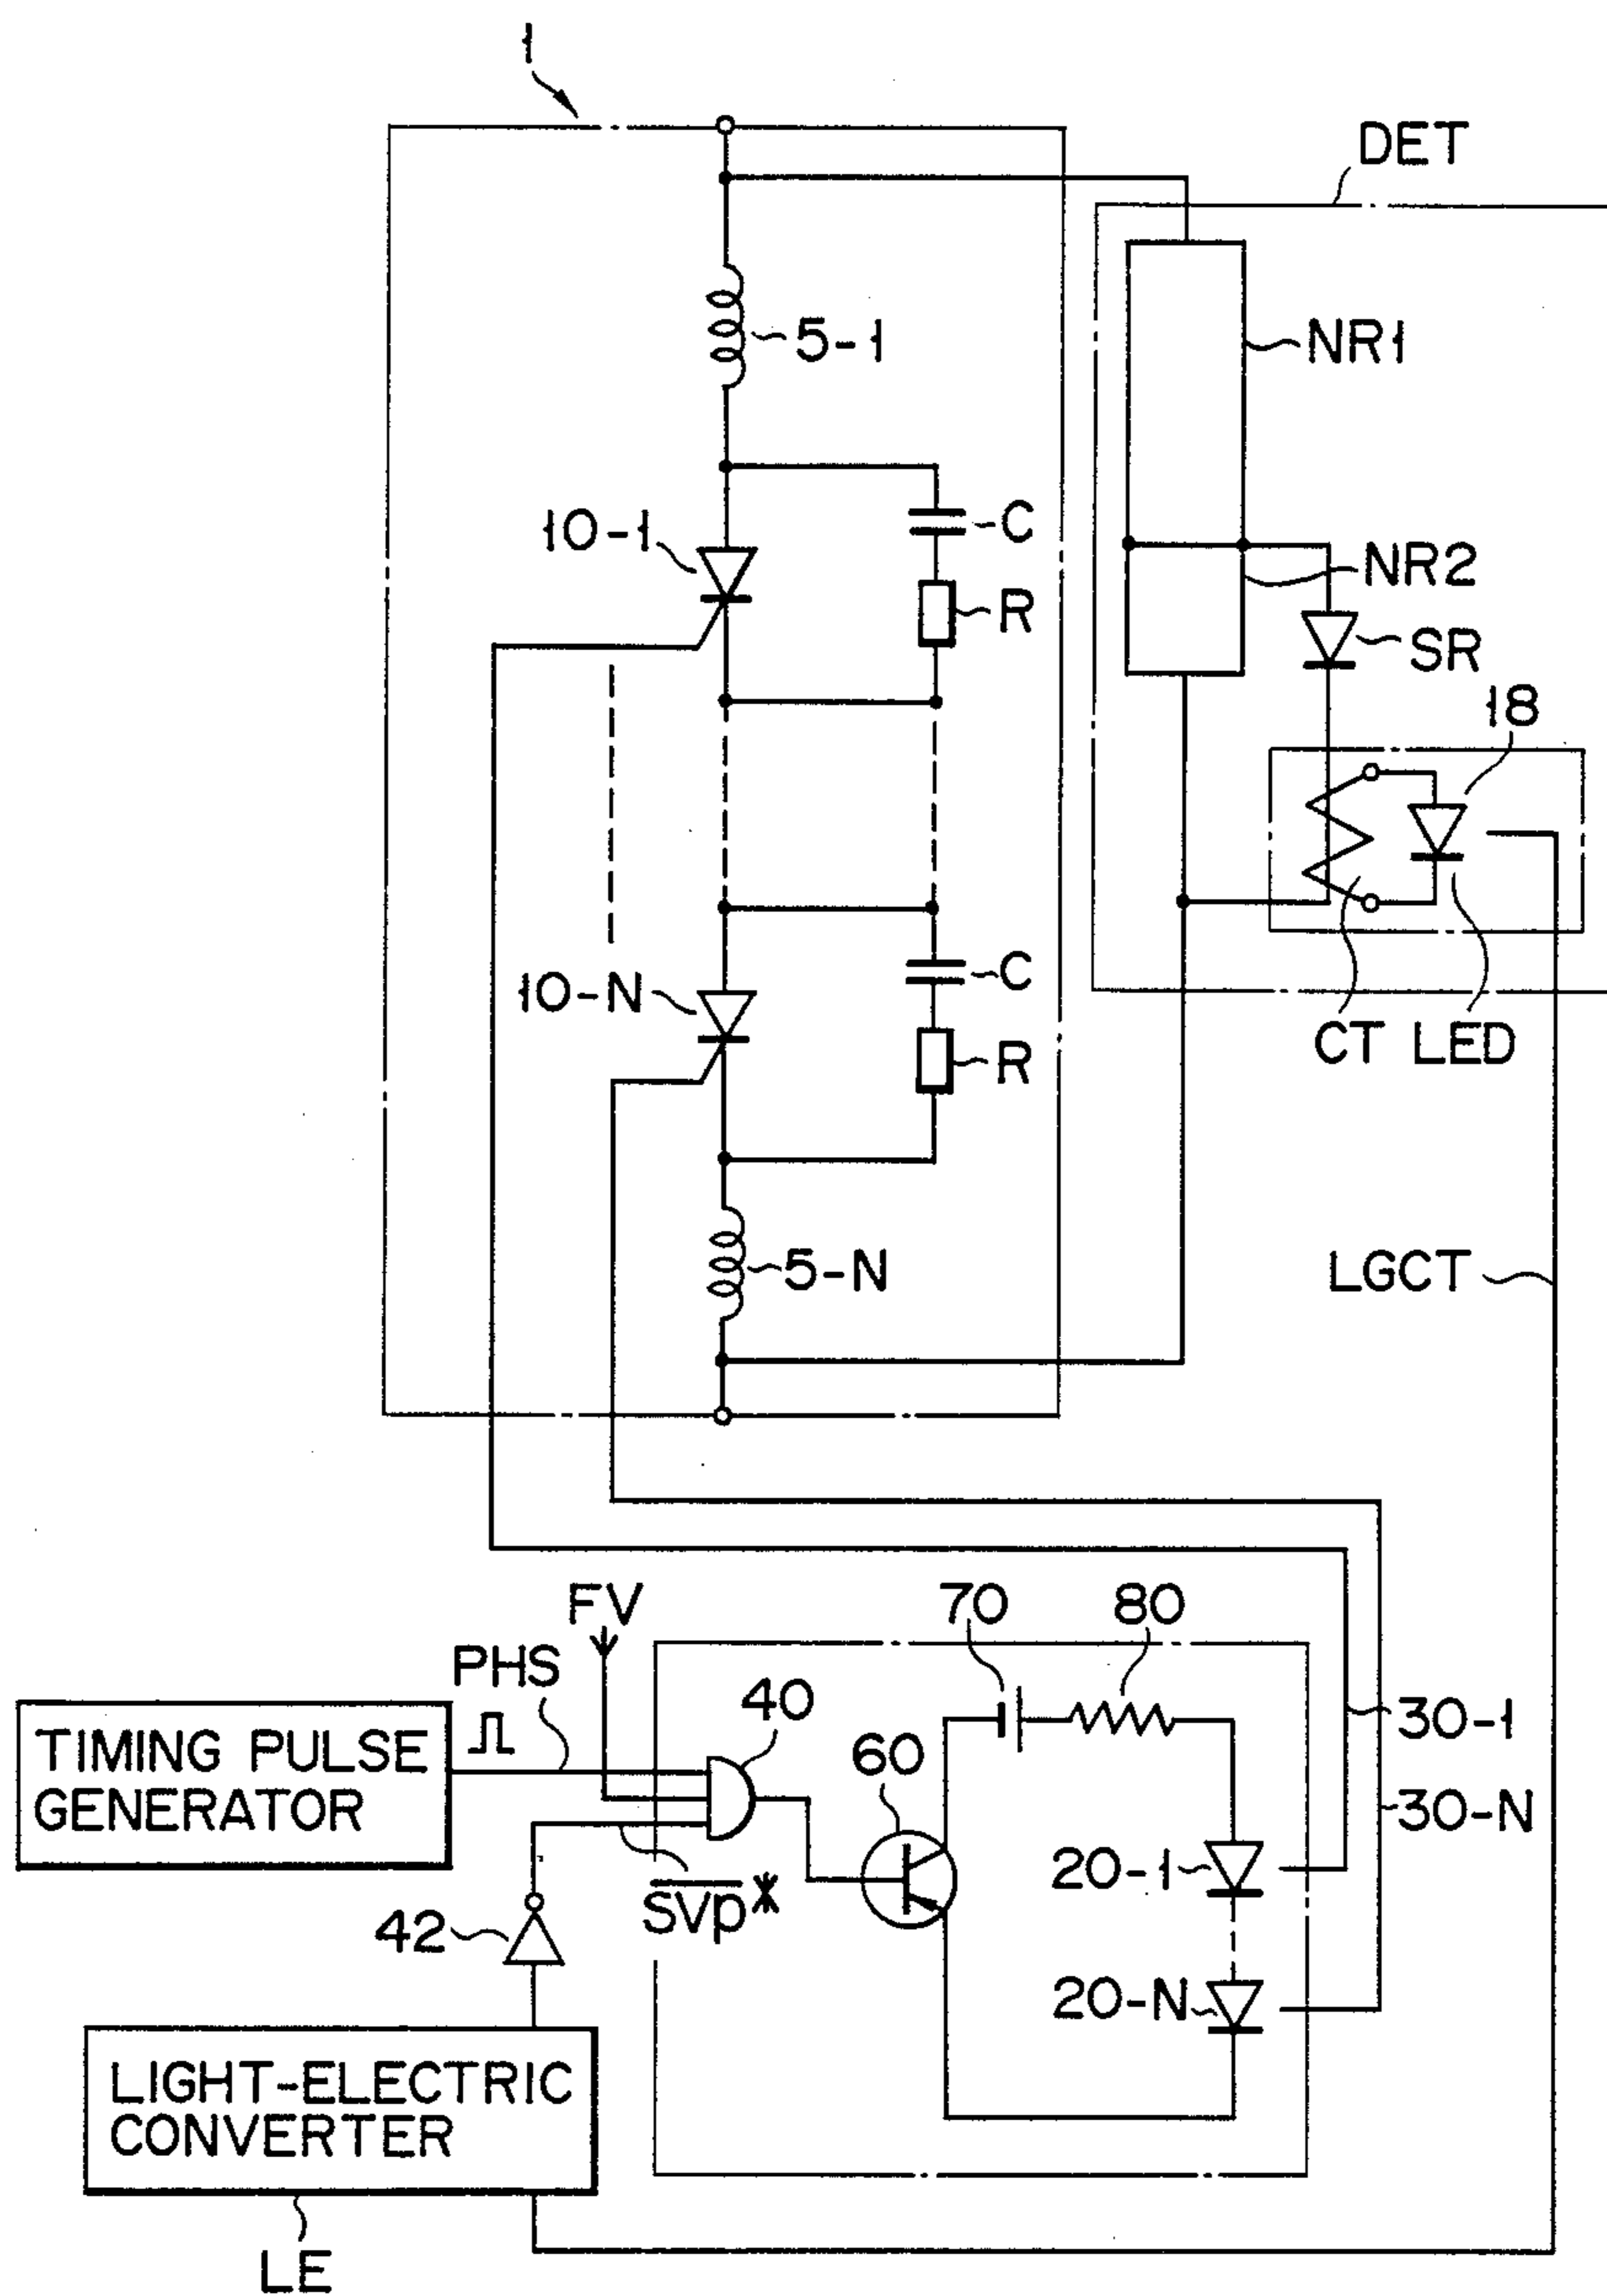 1
DET
5-1
NR1
10-1
C
R
NR2
SR
18
10-N
C
R
CT LED
5-N
LGCT
FV
70
80
PHS
40
30-1
TIMING PULSE
GENERATOR
60
30-N
20-1
SVp*
42
20-N
LIGHT-ELECTRIC
CONVERTER
LE